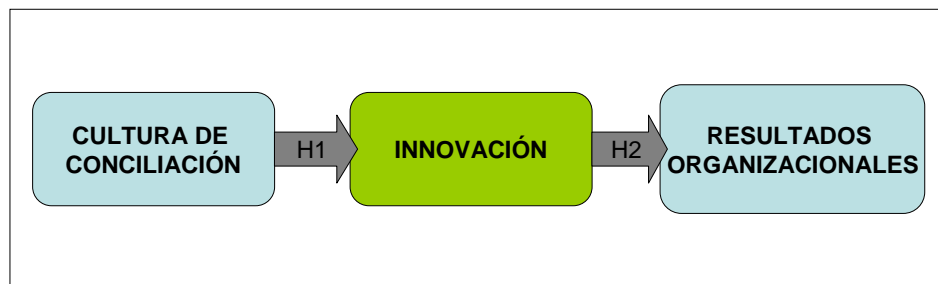 CULTURA DE
CONCILIACIÓN
H1
INNOVACIÓN
H2
RESULTADOS
ORGANIZACIONALES